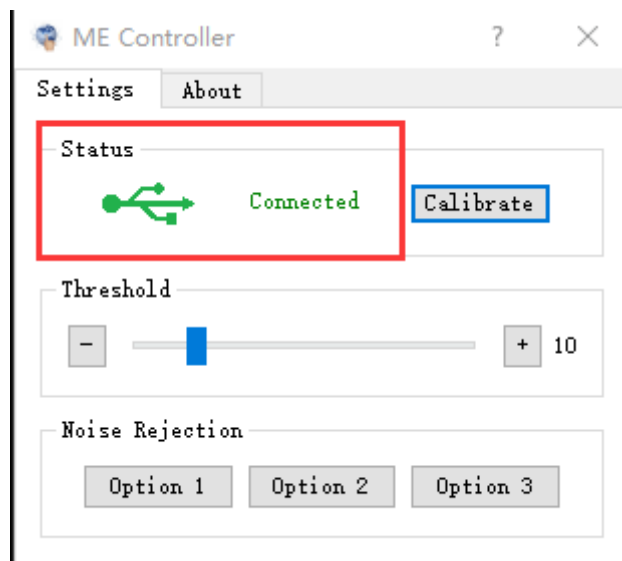 ME Controller ?
Settings About
Status
Connected Calibrate
Threshold
- + 10
Noise Rejection
Option 1 Option 2 Option 3